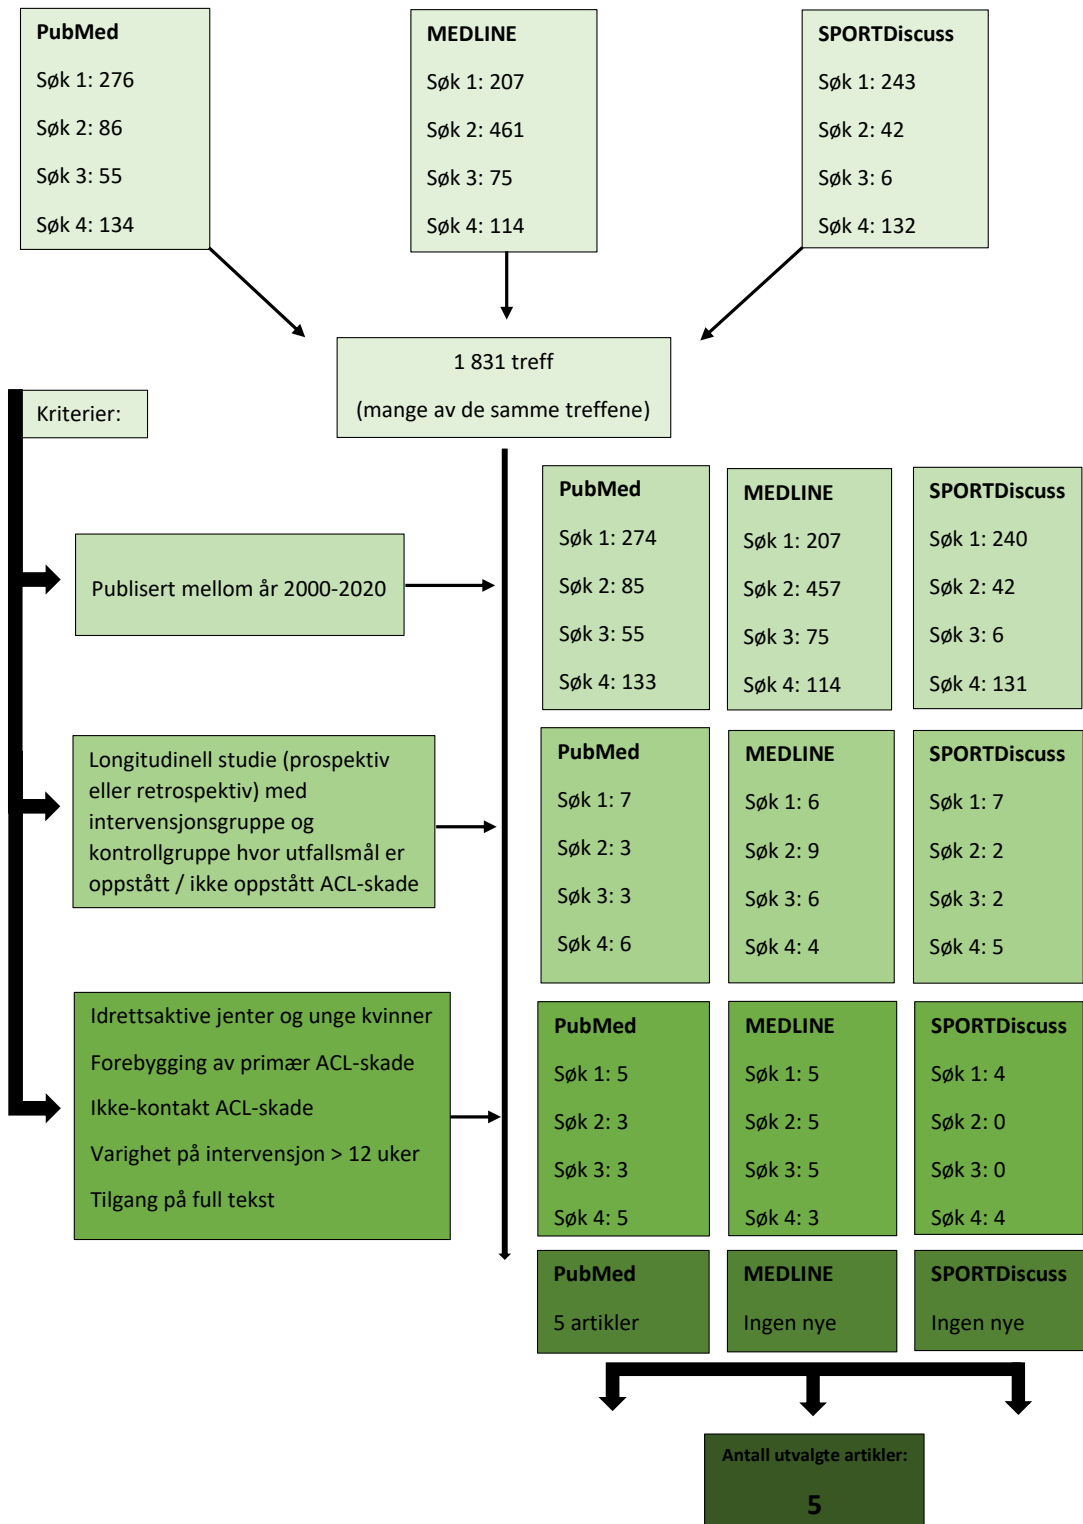 PubMed
Søk 1: 276
Søk 2: 86
Søk 3: 55
Søk 4: 134
MEDLINE
Søk 1: 207
Søk 2: 461
Søk 3: 75
Søk 4: 114
SPORTDiscuss
Søk 1: 243
Søk 2: 42
Søk 3: 6
Søk 4: 132
1 831 treff
(mange av de samme treffene)
Kriterier:
Publisert mellom år 2000-2020
PubMed
Søk 1: 274
Søk 2: 85
Søk 3: 55
Søk 4: 133
MEDLINE
Søk 1: 207
Søk 2: 457
Søk 3: 75
Søk 4: 114
SPORTDiscuss
Søk 1: 240
Søk 2: 42
Søk 3: 6
Søk 4: 131
Longitudinell studie (prospektiv
eller retrospektiv) med
intervensjonsgruppe og
kontrollgruppe hvor utfallsmål er
oppstått / ikke oppstått ACL-skade
PubMed
Søk 1: 7
Søk 2: 3
Søk 3: 3
Søk 4: 6
MEDLINE
Søk 1: 6
Søk 2: 9
Søk 3: 6
Søk 4: 4
SPORTDiscuss
Søk 1: 7
Søk 2: 2
Søk 3: 2
Søk 4: 5
Idrettsaktive jenter og unge kvinner
Forebygging av primær ACL-skade
Ikke-kontakt ACL-skade
Varighet på intervensjon > 12 uker
Tilgang på full tekst
PubMed
Søk 1: 5
Søk 2: 3
Søk 3: 3
Søk 4: 5
MEDLINE
Søk 1: 5
Søk 2: 5
Søk 3: 5
Søk 4: 3
SPORTDiscuss
Søk 1: 4
Søk 2: 0
Søk 3: 0
Søk 4: 4
PubMed
5 artikler
MEDLINE
Ingen nye
SPORTDiscuss
Ingen nye
Antall utvalgte artikler:
5